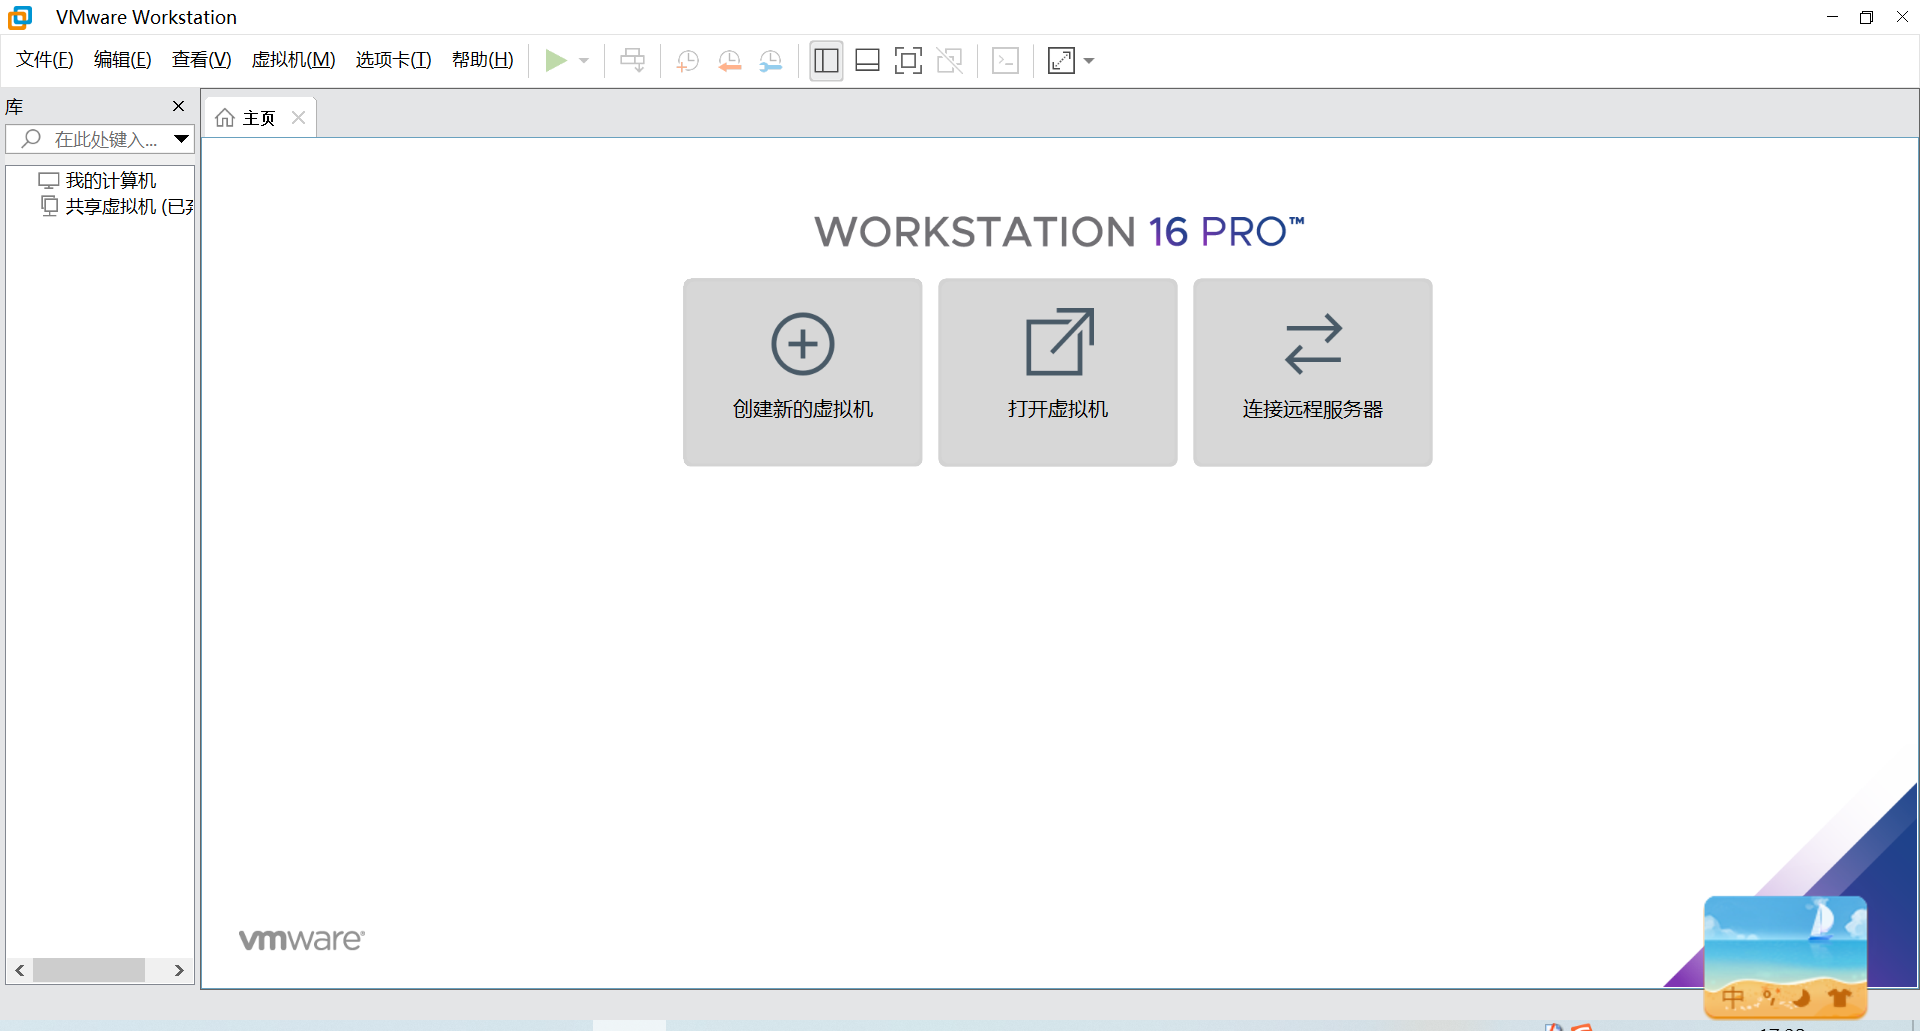 VMware Workstation
文件(F) 编辑(E) 查看(V) 虚拟机(M) 选项卡(T) 帮助(H)
库
在此处键入...
我的计算机
共享虚拟机 (已
主页
WORKSTATION 16 PRO™
创建新的虚拟机
打开虚拟机
连接远程服务器
vmware®
中